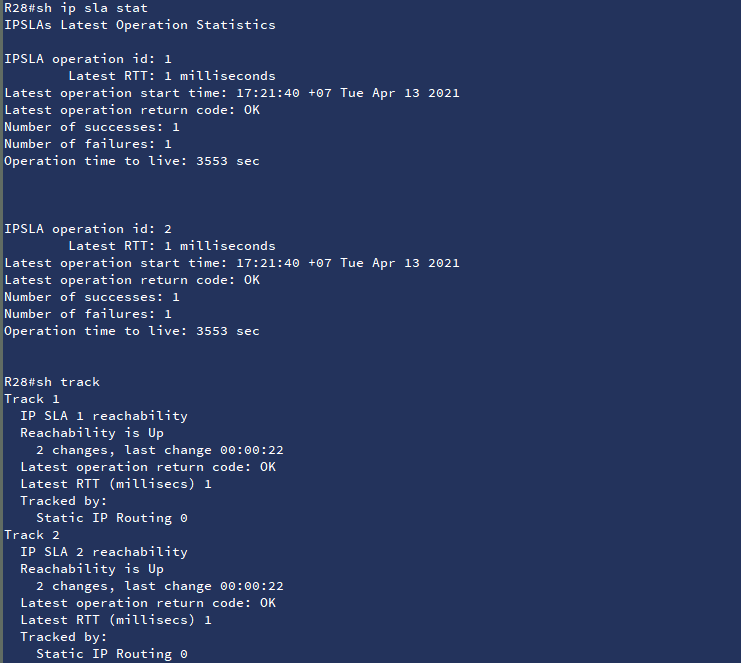 R28#sh ip sla stat
IPSLAs Latest Operation Statistics
IPSLA operation id: 1
Latest RTT: 1 milliseconds
Latest operation start time: 17:21:40 +07 Tue Apr 13 2021
Latest operation return code: OK
Number of successes: 1
Number of failures: 1
Operation time to live: 3553 sec
IPSLA operation id: 2
Latest RTT: 1 milliseconds
Latest operation start time: 17:21:40 +07 Tue Apr 13 2021
Latest operation return code: OK
Number of successes: 1
Number of failures: 1
Operation time to live: 3553 sec
R28#sh track
Track 1
IP SLA 1 reachability
Reachability is Up
2 changes, last change 00:00:22
Latest operation return code: OK
Latest RTT (millisecs) 1
Tracked by:
Static IP Routing 0
Track 2
IP SLA 2 reachability
Reachability is Up
2 changes, last change 00:00:22
Latest operation return code: OK
Latest RTT (millisecs) 1
Tracked by:
Static IP Routing 0